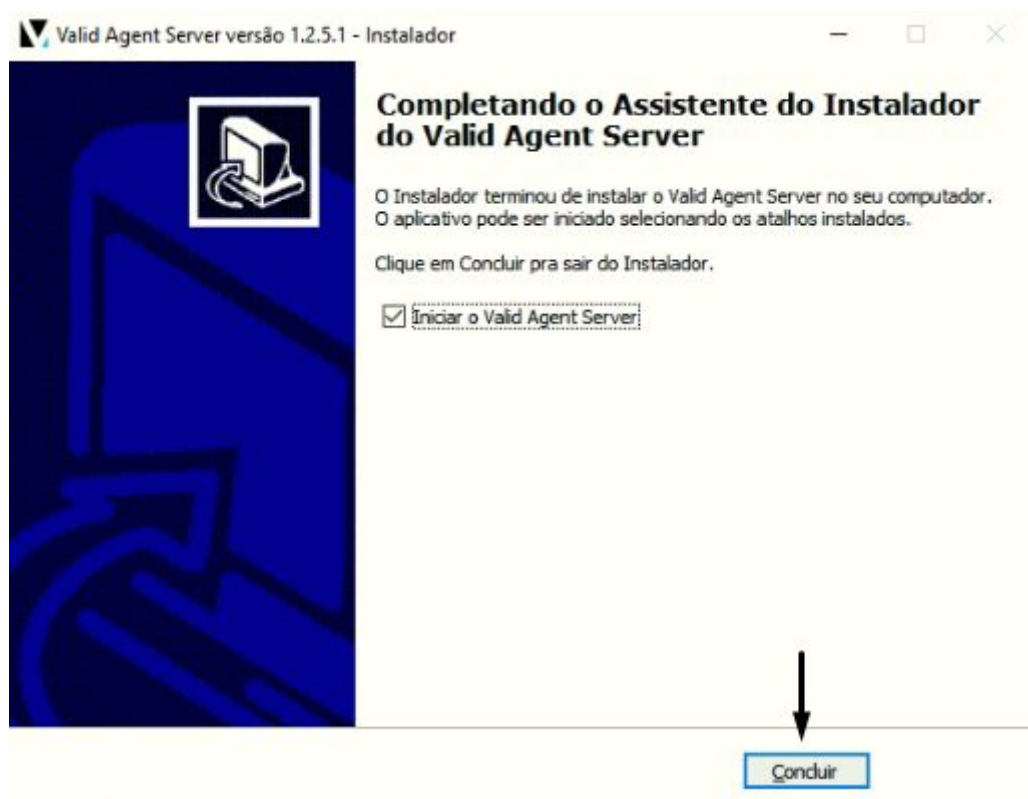 Valid Agent Server versão 1.2.5.1 - Instalador
Completando o Assistente do Instalador
do Valid Agent Server
O Instalador terminou de instalar o Valid Agent Server no seu computador.
O aplicativo pode ser iniciado selecionando os atalhos instalados.
Clique em Concluir pra sair do Instalador.
Iniciar o Valid Agent Server
Concluir